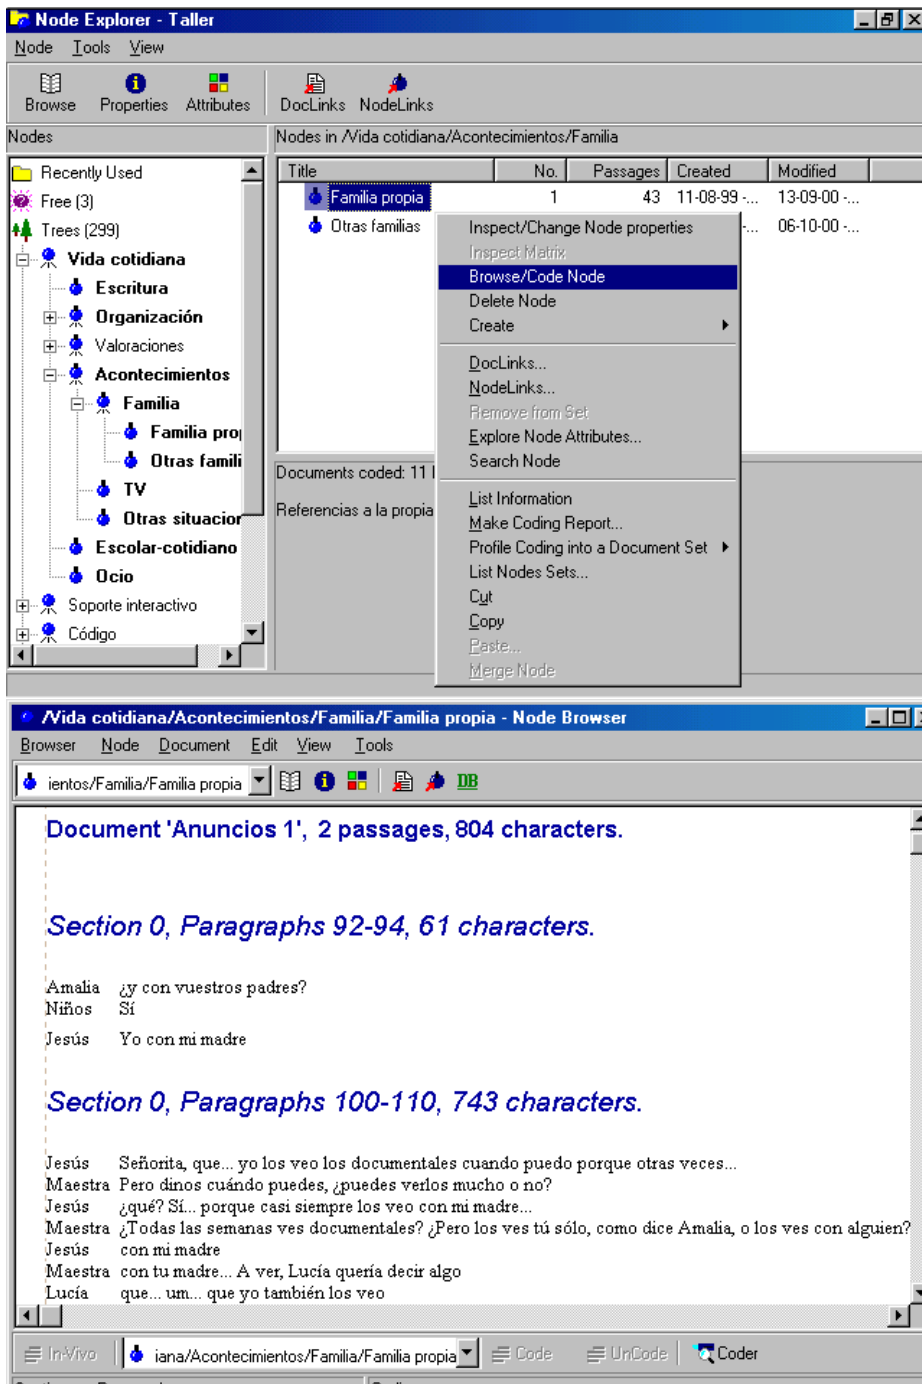 Node Explorer - Taller
Node Tools View
Browse Properties Attributes DocLinks NodeLinks
Nodes
Nodes in /Vida cotidiana/Acontecimientos/Familia
Recently Used
Free (3)
Trees (299)
Vida cotidiana
Escritura
Organización
Valoraciones
Acontecimientos
Familia
Familia pro
Otras famili
TV
Otras situacior
Escolar-cotidiano
Ocio
Soporte interactivo
Código
Title No. Passages Created Modified
Familia propia 1 43 11-08-99 -... 13-09-00 -...
Otras familias -... 06-10-00 -...
Documents coded: 11
Referencias a la propia
Inspect/Change Node properties
Inspect Matrix
Browse/Code Node
Delete Node
Create
DocLinks...
NodeLinks...
Remove from Set
Explore Node Attributes...
Search Node
List Information
Make Coding Report...
Profile Coding into a Document Set
List Nodes Sets...
Cut
Copy
Paste...
Merge Node
/Vida cotidiana/Acontecimientos/Familia/Familia propia - Node Browser
Browser Node Document Edit View Tools
ientos/Familia/Familia propia DB
Document 'Anuncios 1', 2 passages, 804 characters.
Section 0, Paragraphs 92-94, 61 characters.
Amalia ¿y con vuestros padres?
Niños Sí
Jesús Yo con mi madre
Section 0, Paragraphs 100-110, 743 characters.
Jesús Señorita, que... yo los veo los documentales cuando puedo porque otras veces...
Maestra Pero dinos cuándo puedes, ¿puedes verlos mucho o no?
Jesús ¿qué? Sí... porque casi siempre los veo con mi madre...
Maestra ¿Todas las semanas ves documentales? ¿Pero los ves tú sólo, como dice Amalia, o los ves con alguien?
Jesús con mi madre
Maestra con tu madre... A ver, Lucía quería decir algo
Lucía que... um... que yo también los veo
In-Vivo iana/Acontecimientos/Familia/Familia propia Code UnCode Coder